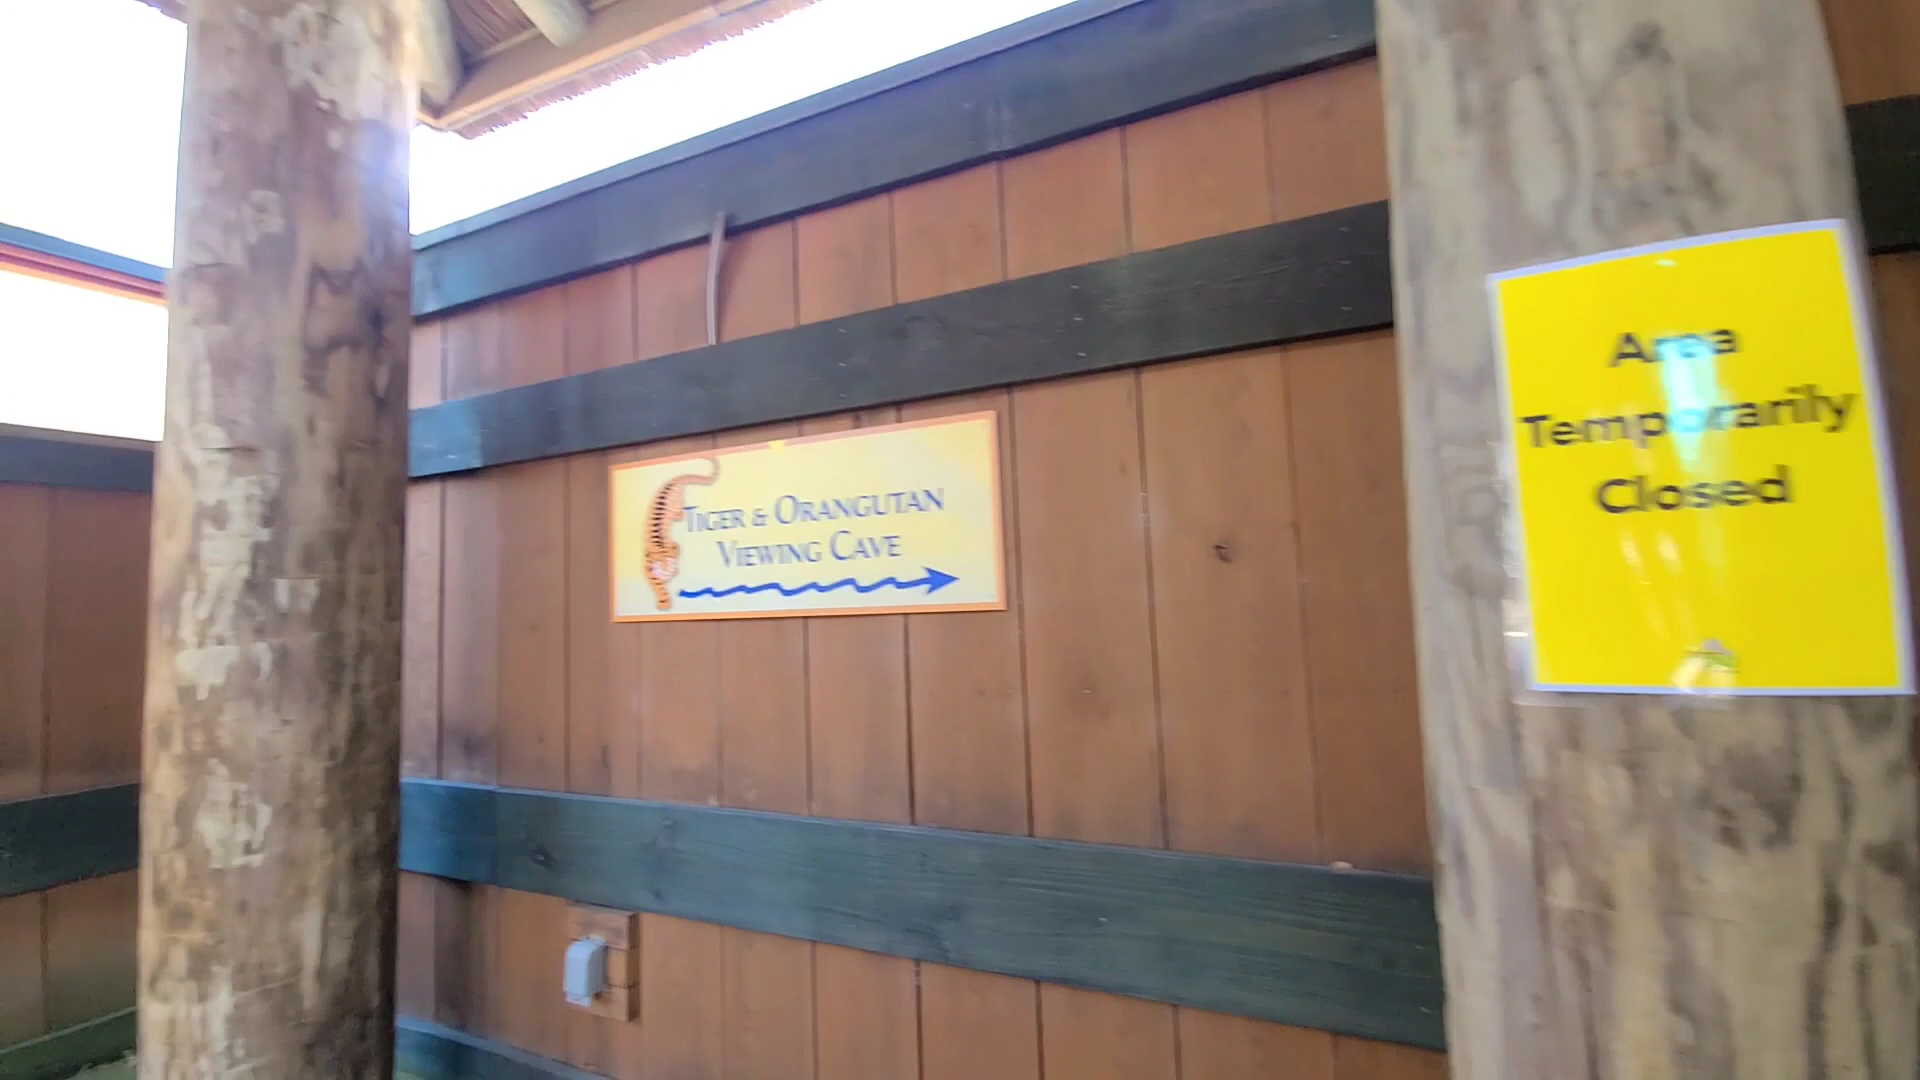 TIGER & ORANGUTAN
VIEWING CAVE
Area
Temporarily
Closed